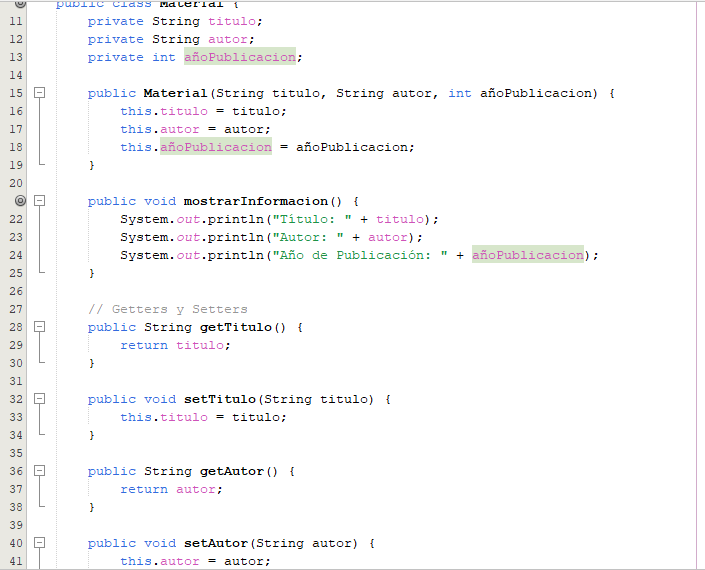 public class Material {
11 private String titulo;
12 private String autor;
13 private int añoPublicacion;
14
15 public Material(String titulo, String autor, int añoPublicacion) {
16 this.titulo = titulo;
17 this.autor = autor;
18 this.añoPublicacion = añoPublicacion;
19 }
20
public void mostrarInformacion() {
22 System.out.println("Título: " + titulo);
23 System.out.println("Autor: " + autor);
24 System.out.println("Año de Publicación: " + añoPublicacion);
25 }
26
27 // Getters y Setters
28 public String getTitulo() {
29 return titulo;
30 }
31
32 public void setTitulo(String titulo) {
33 this.titulo = titulo;
34 }
35
36 public String getAutor() {
37 return autor;
38 }
39
40 public void setAutor(String autor) {
41 this.autor = autor;